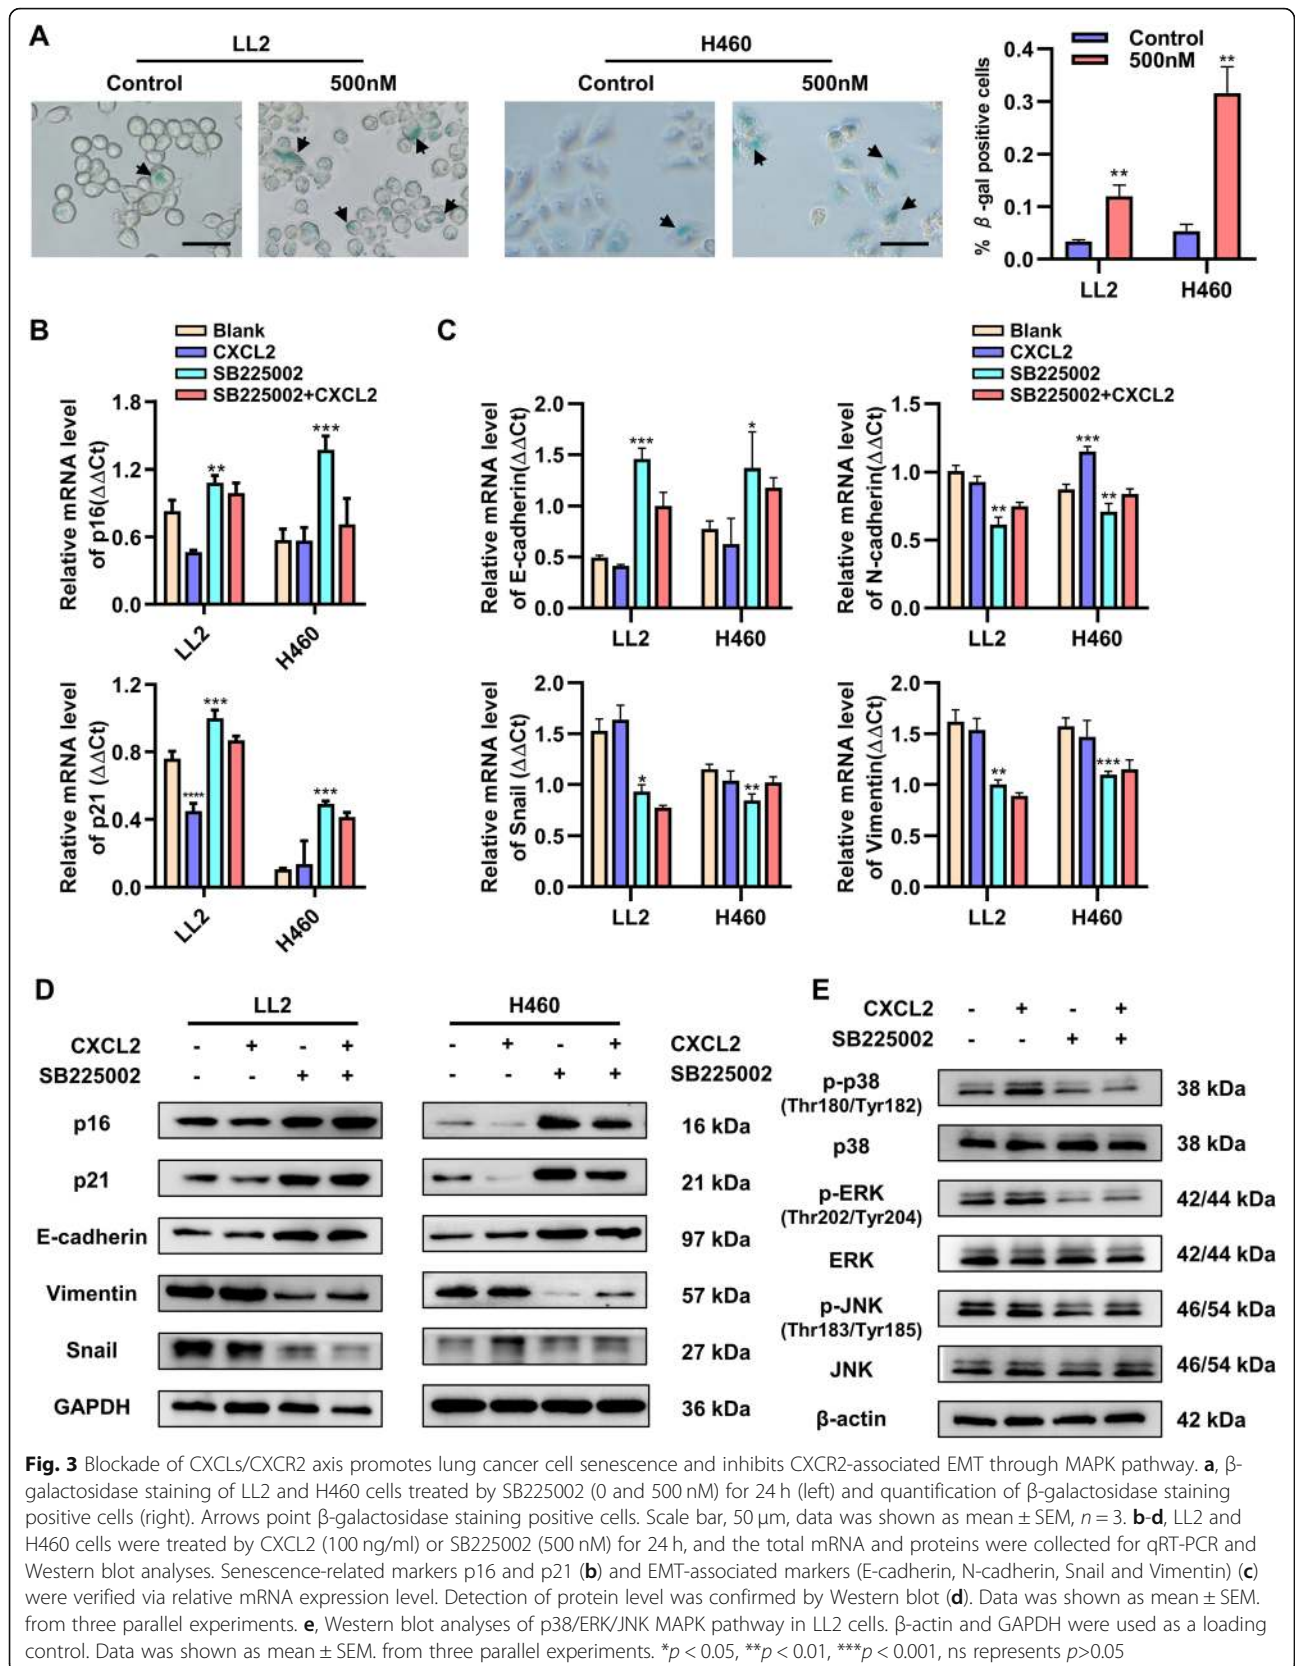 A
LL2
Control
500nM
H460
Control
500nM
% β -gal positive cells
0.4
0.3
0.2
0.1
0.0
Control
500nM
**
**
LL2
H460
B
Blank
CXCL2
SB225002
SB225002+CXCL2
Relative mRNA level
of p16(ΔΔCt)
1.8
1.2
0.6
0.0
**
***
LL2
H460
Relative mRNA level
of p21 (ΔΔCt)
1.2
0.8
0.4
0.0
****
***
***
LL2
H460
C
Blank
CXCL2
SB225002
SB225002+CXCL2
Relative mRNA level
of E-cadherin(ΔΔCt)
2.0
1.5
1.0
0.5
0.0
***
*
LL2
H460
Relative mRNA level
of N-cadherin(ΔΔCt)
1.5
1.0
0.5
0.0
**
***
**
LL2
H460
Relative mRNA level
of Snail (ΔΔCt)
2.0
1.5
1.0
0.5
0.0
*
**
LL2
H460
Relative mRNA level
of Vimentin(ΔΔCt)
2.0
1.5
1.0
0.5
0.0
**
***
LL2
H460
D
LL2
H460
CXCL2 - + - + - + - + CXCL2
SB225002 - - + + - - + + SB225002
p16 16 kDa
p21 21 kDa
E-cadherin 97 kDa
Vimentin 57 kDa
Snail 27 kDa
GAPDH 36 kDa
E
CXCL2 - + - +
SB225002 - - + +
p-p38 38 kDa
(Thr180/Tyr182)
p38 38 kDa
p-ERK 42/44 kDa
(Thr202/Tyr204)
ERK 42/44 kDa
p-JNK 46/54 kDa
(Thr183/Tyr185)
JNK 46/54 kDa
β-actin 42 kDa
Fig. 3 Blockade of CXCLs/CXCR2 axis promotes lung cancer cell senescence and inhibits CXCR2-associated EMT through MAPK pathway. a, β-
galactosidase staining of LL2 and H460 cells treated by SB225002 (0 and 500 nM) for 24 h (left) and quantification of β-galactosidase staining
positive cells (right). Arrows point β-galactosidase staining positive cells. Scale bar, 50 μm, data was shown as mean ± SEM, n = 3. b-d, LL2 and
H460 cells were treated by CXCL2 (100 ng/ml) or SB225002 (500 nM) for 24 h, and the total mRNA and proteins were collected for qRT-PCR and
Western blot analyses. Senescence-related markers p16 and p21 (b) and EMT-associated markers (E-cadherin, N-cadherin, Snail and Vimentin) (c)
were verified via relative mRNA expression level. Detection of protein level was confirmed by Western blot (d). Data was shown as mean ± SEM.
from three parallel experiments. e, Western blot analyses of p38/ERK/JNK MAPK pathway in LL2 cells. β-actin and GAPDH were used as a loading
control. Data was shown as mean ± SEM. from three parallel experiments. *p < 0.05, **p < 0.01, ***p < 0.001, ns represents p>0.05